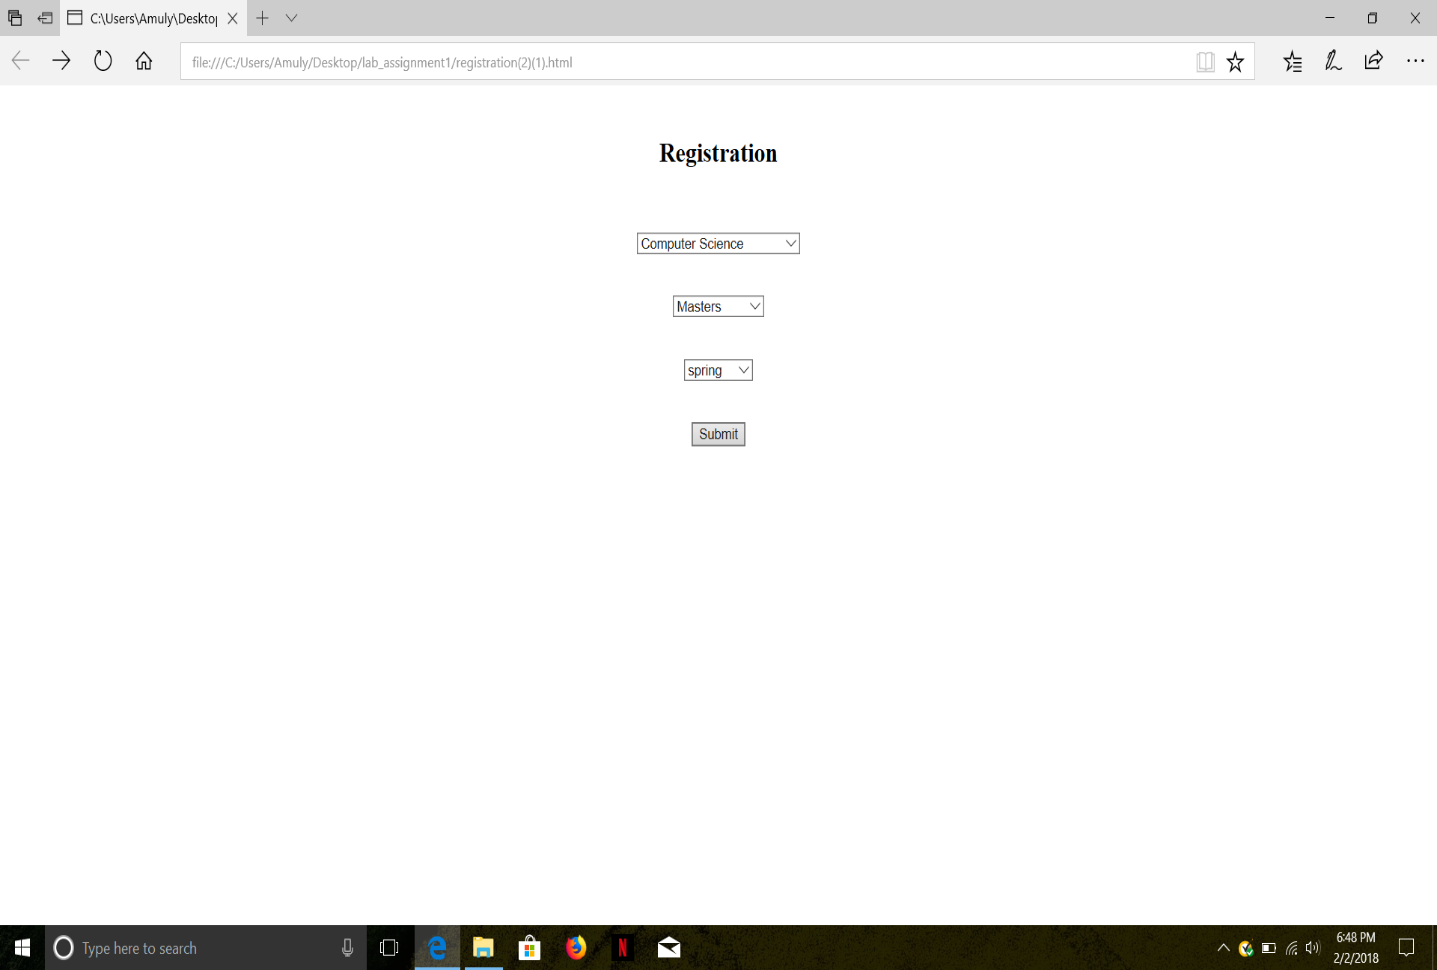 C:\Users\Amuly\Deskto
file:///C:/Users/Amuly/Desktop/lab_assignment1/registration(2)(1).html
Registration
Computer Science
Masters
spring
Submit
Type here to search
6:48 PM
2/2/2018